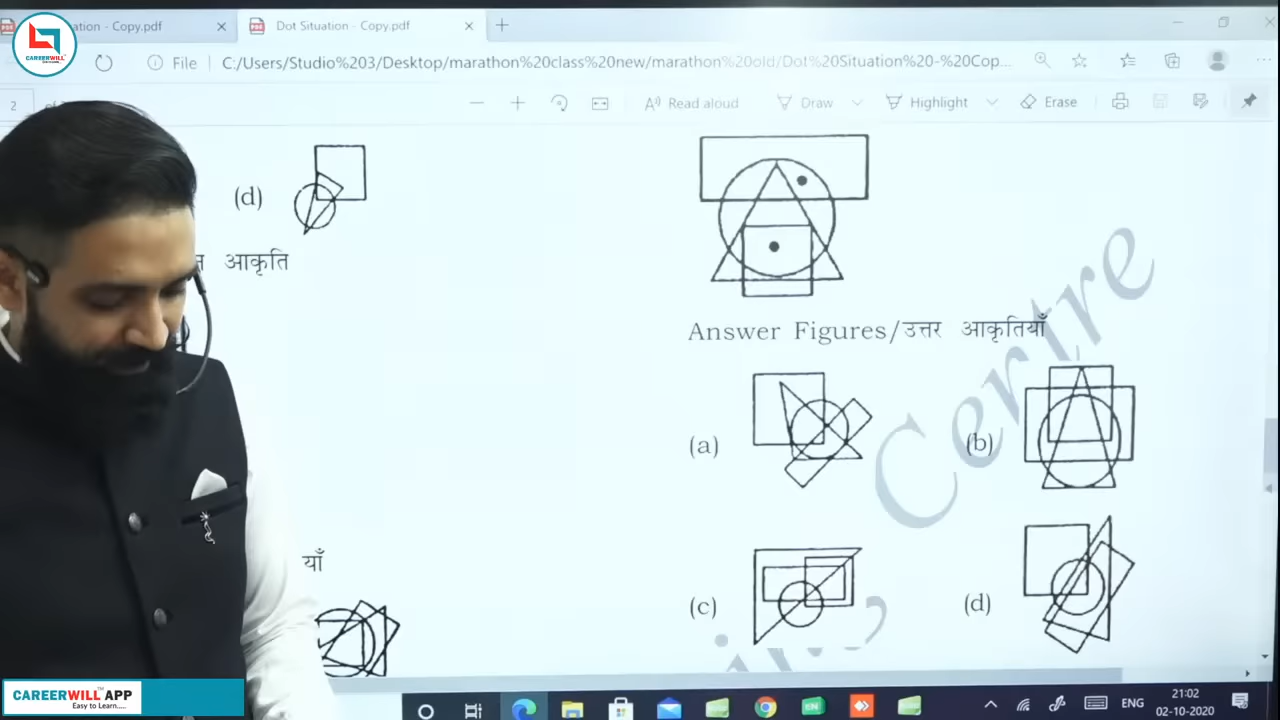 ation - Copy.pdf
Dot Situation - Copy.pdf
CAREERWILL
File
C:/Users/Studio%203/Desktop/marathon%20class%20new/marathon%20old/Dot%20Situation%20-%20Cop...
2
Read aloud
Draw
Highlight
Erase
(d)
आकृति
Answer Figures/उत्तर आकृतियाँ
(a)
(b)
(c)
(d)
याँ
Centre
CAREERWILL APP
Easy to Learn.....
ENG
21:02
02-10-2020